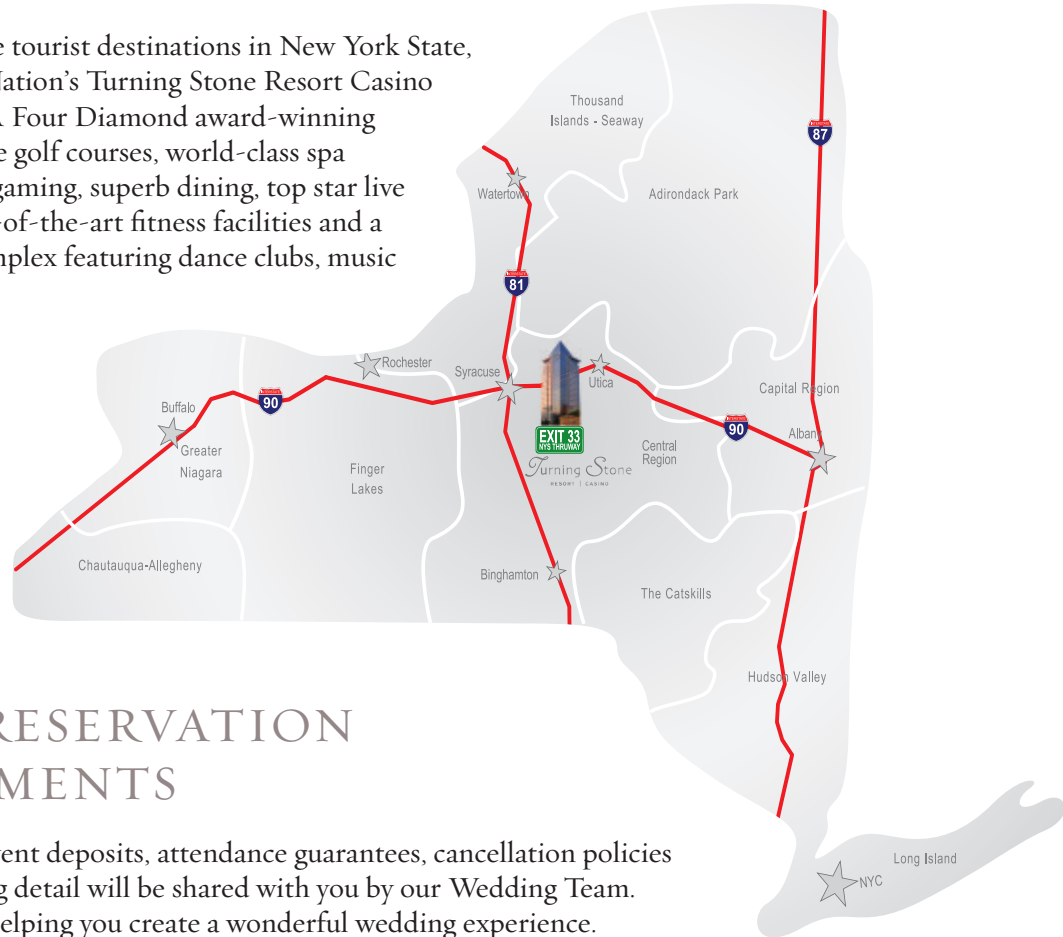 e tourist destinations in New York State,
Nation's Turning Stone Resort Casino
A Four Diamond award-winning
e golf courses, world-class spa
gaming, superb dining, top star live
-of-the-art fitness facilities and a
mplex featuring dance clubs, music
Thousand
Islands - Seaway
87
Watertown
Adirondack Park
81
Rochester
Syracuse
Utica
Capital Region
90
Buffalo
90
Albany
Greater
Niagara
EXIT 33
NYS THRUWAY
Central
Region
Turning Stone
RESORT | CASINO
Finger
Lakes
Chautauqua-Allegheny
Binghamton
The Catskills
Hudson Valley
RESERVATION
MENTS
vent deposits, attendance guarantees, cancellation policies
g detail will be shared with you by our Wedding Team.
elping you create a wonderful wedding experience.
Long Island
NYC